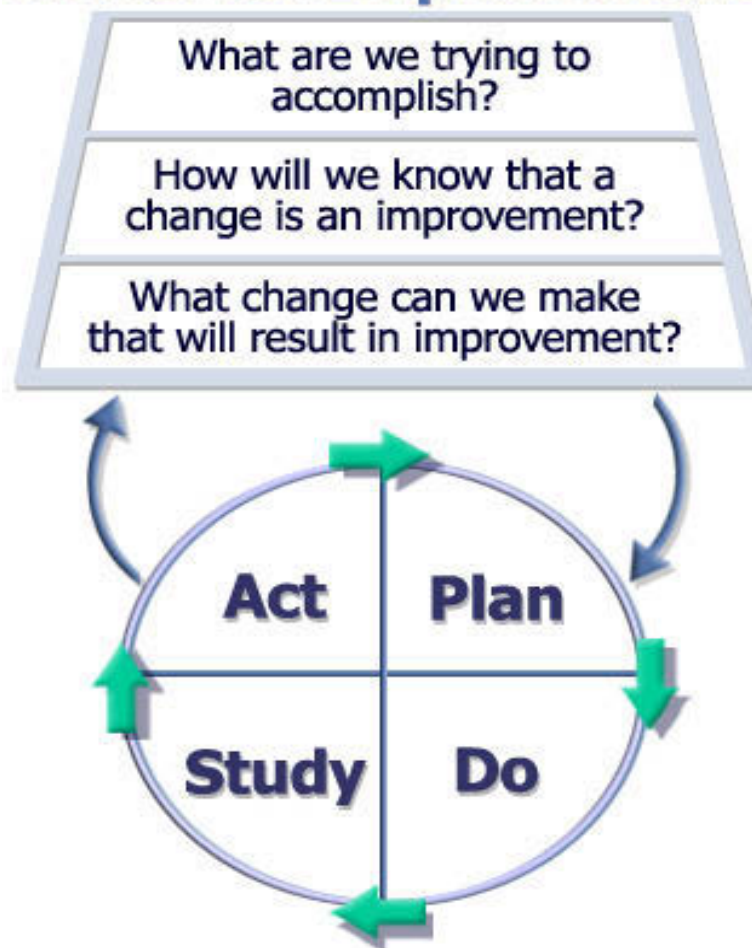 What are we trying to
accomplish?
How will we know that a
change is an improvement?
What change can we make
that will result in improvement?
Act
Plan
Study
Do